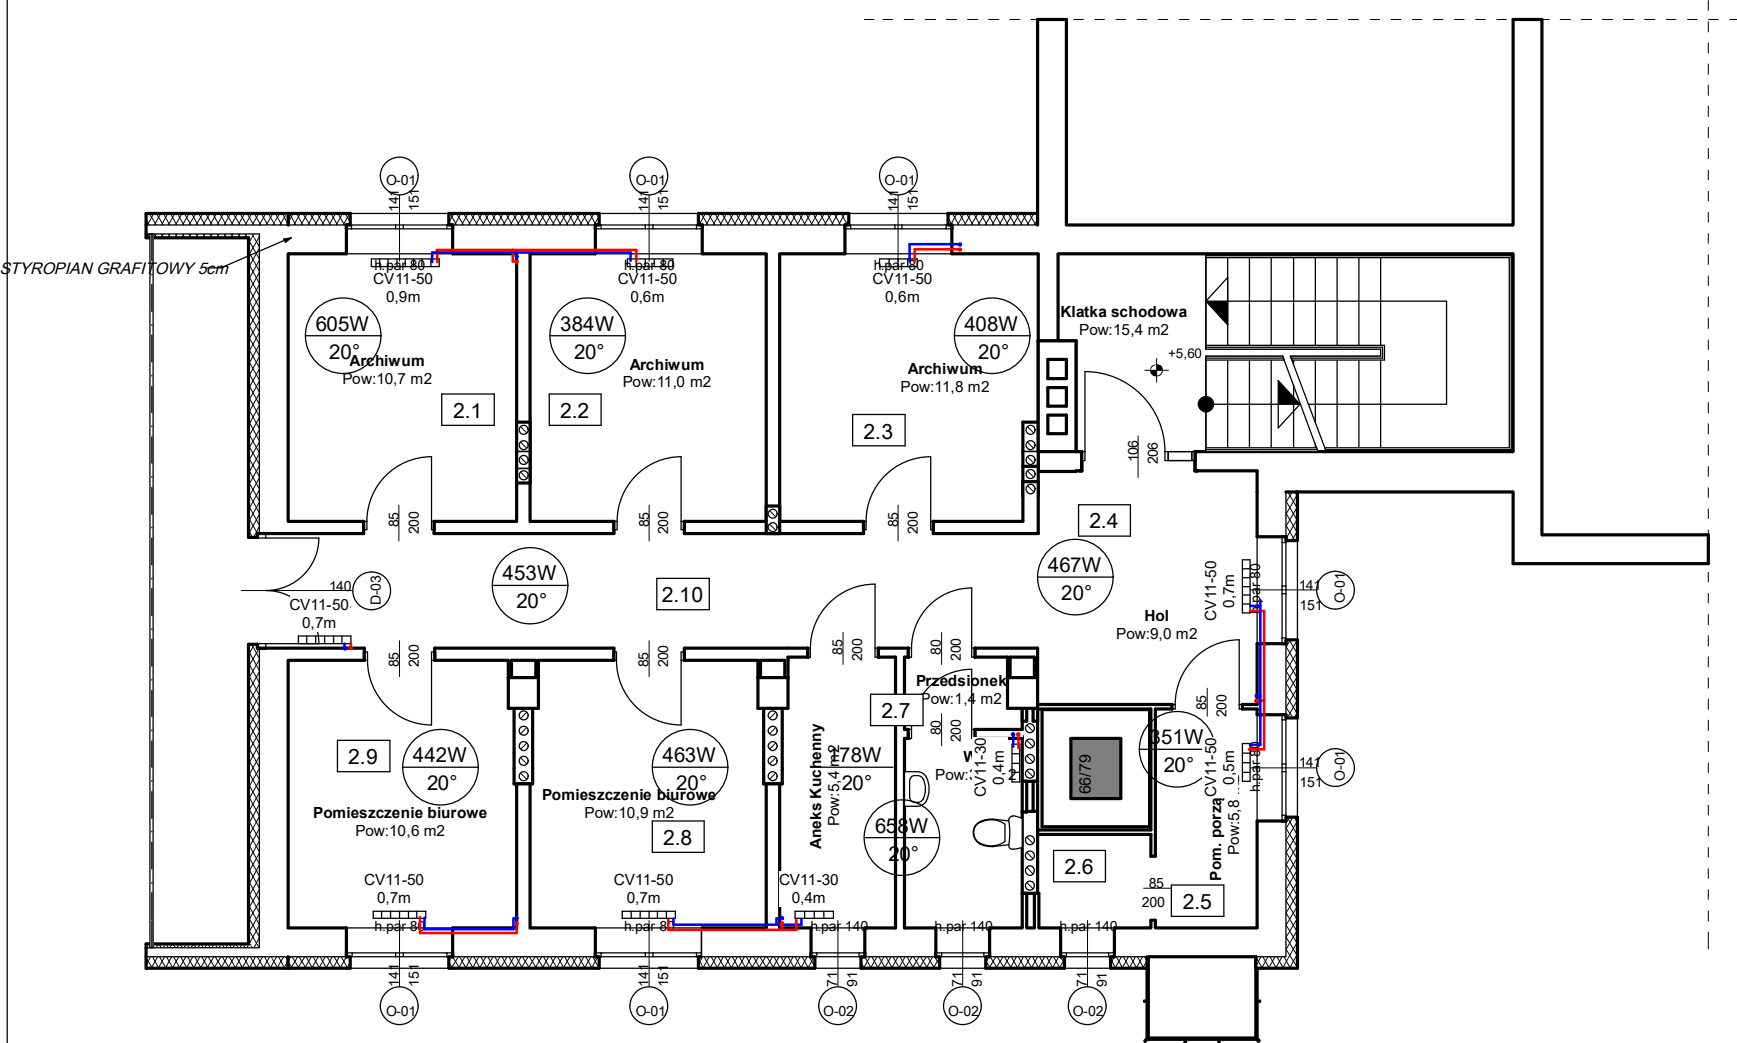 O-01
141
151
O-01
141
151
O-01
141
151
STYROPIAN GRAFITOWY 5cm
h.par 80
CV11-50
0,9m
h.par 80
CV11-50
0,6m
h.par 80
CV11-50
0,6m
605W
20°
Archiwum
Pow:10,7 m2
2.1
384W
20°
Archiwum
Pow:11,0 m2
2.2
408W
20°
Archiwum
Pow:11,8 m2
2.3
Klatka schodowa
Pow:15,4 m2
+5,60
106
206
85
200
85
200
85
200
2.4
467W
20°
Hol
Pow:9,0 m2
CV11-50
0,7m
141
151
O-01
140
D-03
CV11-50
0,7m
453W
20°
2.10
85
200
85
200
85
200
80
200
85
200
Przedsionek
Pow:1,4 m2
2.7
80
200
2.9
442W
20°
Pomieszczenie biurowe
Pow:10,6 m2
463W
20°
Pomieszczenie biurowe
Pow:10,9 m2
2.8
Aneks Kuchenny
Pow:5,4 m2
78W
20°
658W
20°
Pow:
CV11-30
0,4m
66/79
351W
20°
CV11-50
0,5m
141
151
O-01
Pom. porzą
Pow:5,8
2.6
85
200
2.5
CV11-50
0,7m
h.par 8
CV11-50
0,7m
h.par 8
CV11-30
0,4m
h.par 140
h.par 140
h.par 140
141
151
O-01
141
151
O-01
71
91
O-02
71
91
O-02
71
91
O-02